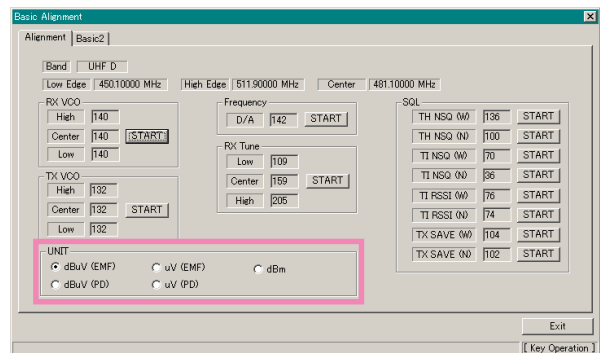 Basic Alignment
Alignment Basic2
Band UHF D
Low Edge 450.10000 MHz High Edge 511.90000 MHz Center 481.10000 MHz
RX VCO
High 140
Center 140 START
Low 140
TX VCO
High 132
Center 132 START
Low 132
Frequency
D/A 142 START
RX Tune
Low 109
Center 159 START
High 205
SQL
TH NSQ (W) 136 START
TH NSQ (N) 100 START
TI NSQ (W) 70 START
TI NSQ (N) 36 START
TI RSSI (W) 76 START
TI RSSI (N) 74 START
TX SAVE (W) 104 START
TX SAVE (N) 102 START
UNIT
dBuV (EMF) uV (EMF) dBm
dBuV (PD) uV (PD)
Exit
[ Key Operation ]